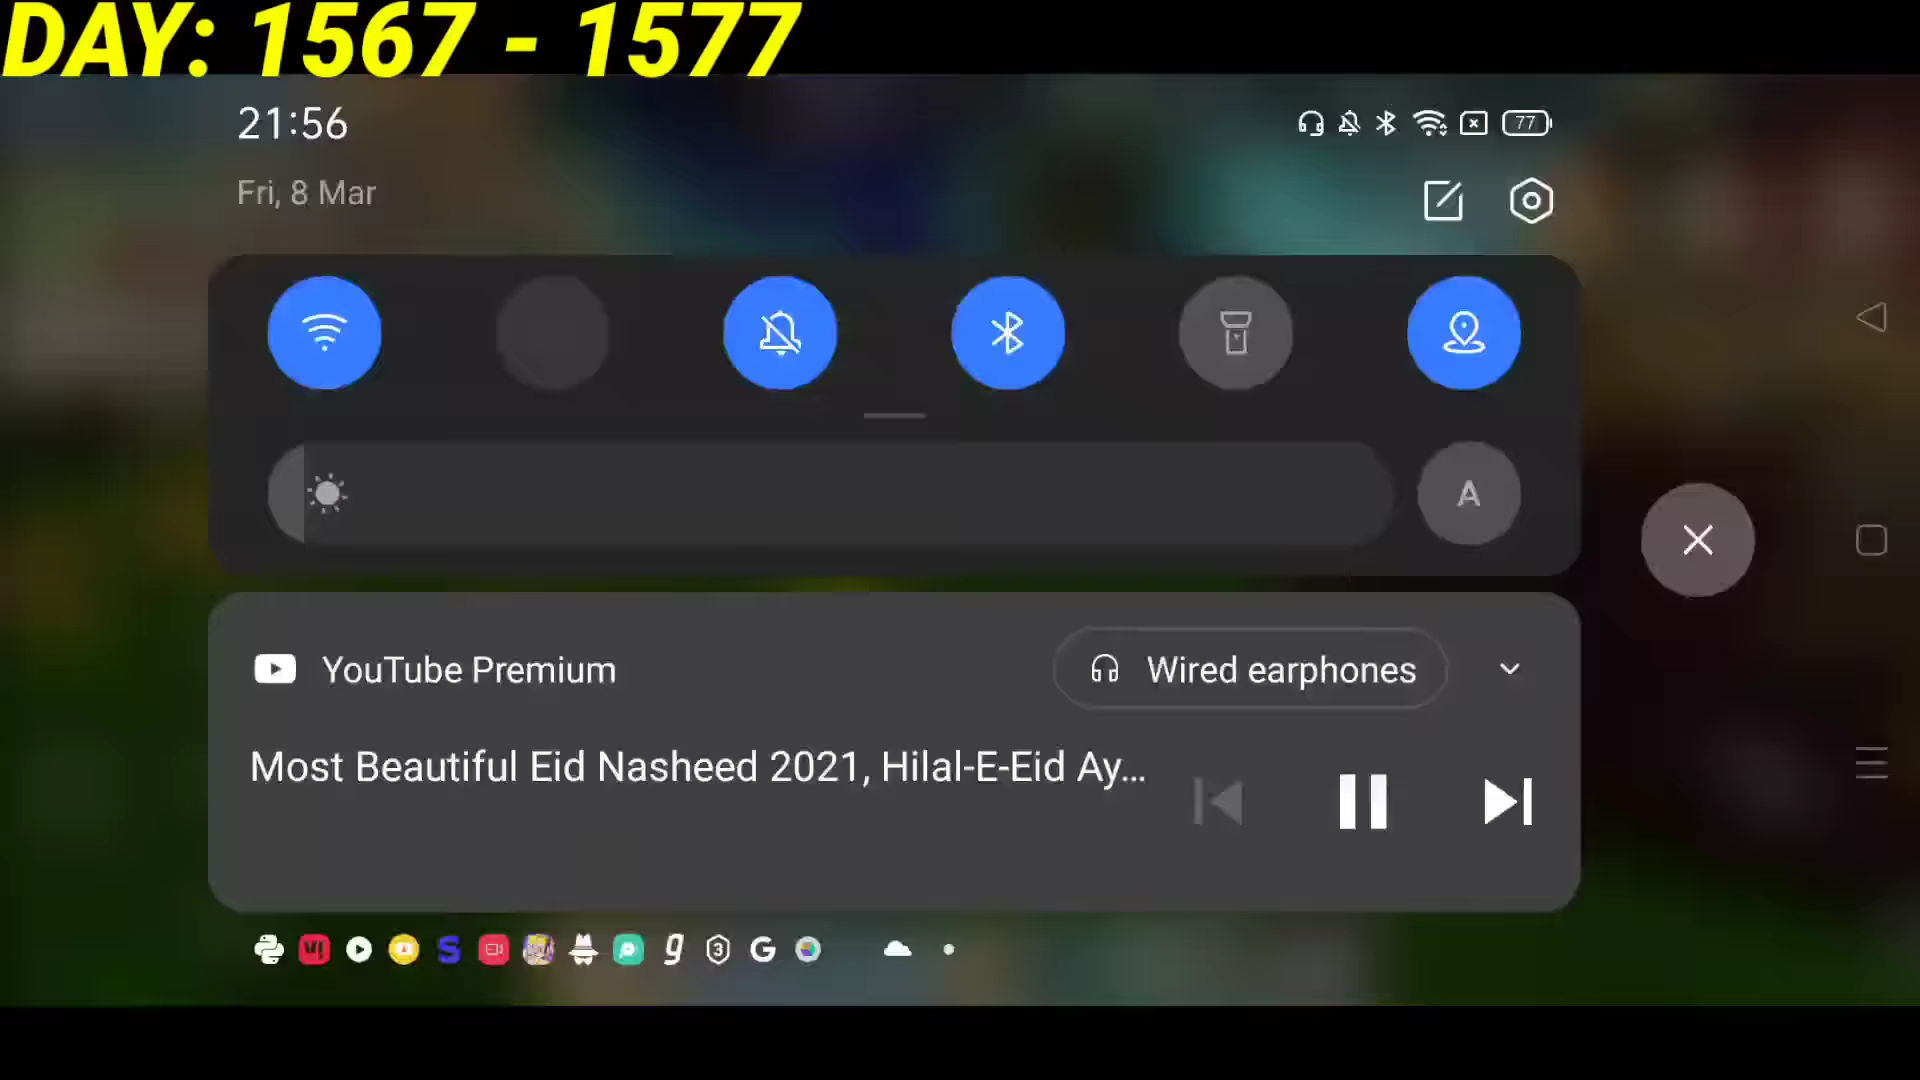 DAY: 1567 - 1577
21:56
77
Fri, 8 Mar
A
YouTube Premium
Wired earphones
Most Beautiful Eid Nasheed 2021, Hilal-E-Eid Ay...
S
g
3
G